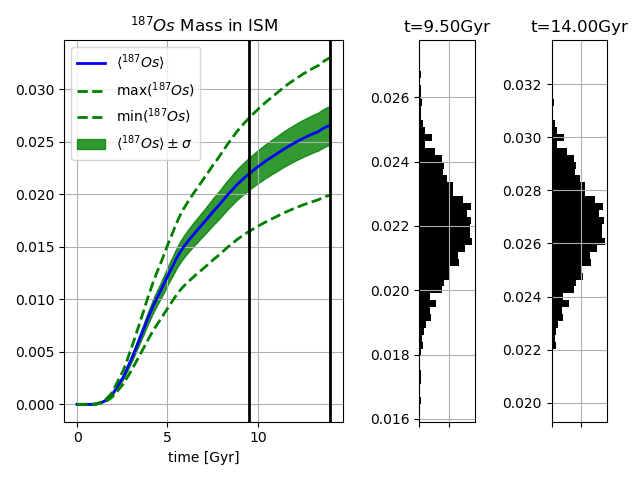 ¹⁸⁷Os Mass in ISM
t=9.50Gyr
t=14.00Gyr
⟨¹⁸⁷Os⟩
max(¹⁸⁷Os)
min(¹⁸⁷Os)
⟨¹⁸⁷Os⟩ ± σ
0.030
0.025
0.020
0.015
0.010
0.005
0.000
0
5
10
time [Gyr]
0.026
0.024
0.022
0.020
0.018
0.016
0.032
0.030
0.028
0.026
0.024
0.022
0.020